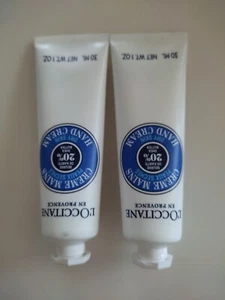 L'OCCITANE
EN PROVENCE
CRÈME MAINS
20%
HAND CREAM
30 ML NET WT. 1 OZ.
L'OCCITANE
EN PROVENCE
CRÈME MAINS
20%
HAND CREAM
30 ML NET WT. 1 OZ.